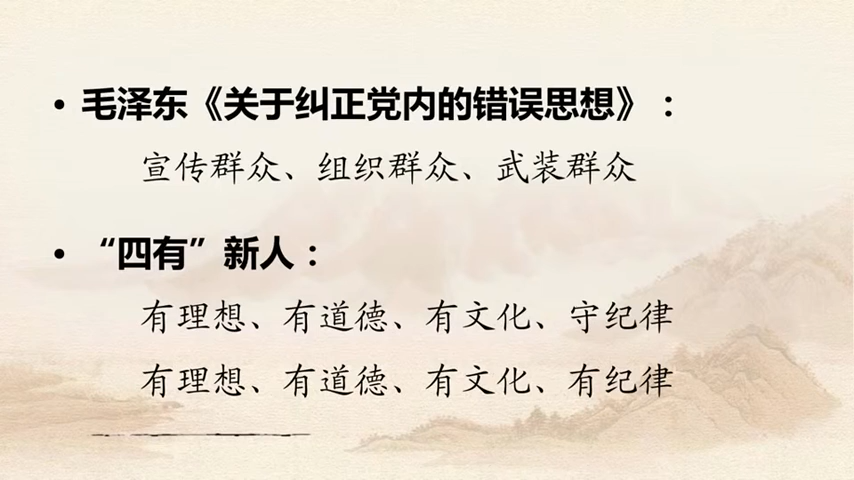 • 毛泽东《关于纠正党内的错误思想》：
宣传群众、组织群众、武装群众
• “四有”新人：
有理想、有道德、有文化、守纪律
有理想、有道德、有文化、有纪律